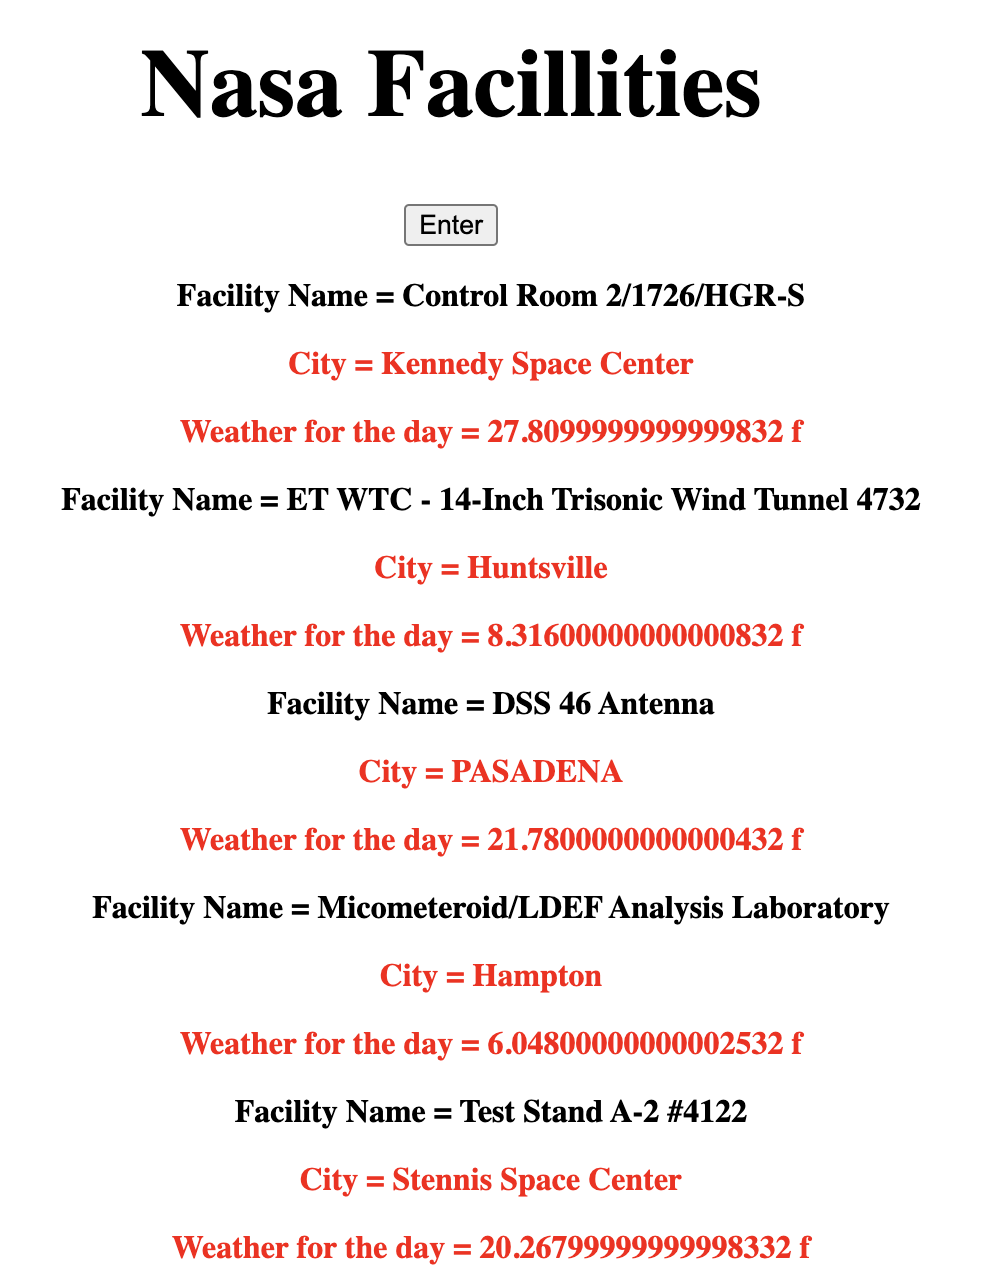 Nasa Facillities
Enter
Facility Name = Control Room 2/1726/HGR-S
City = Kennedy Space Center
Weather for the day = 27.8099999999999832 f
Facility Name = ET WTC - 14-Inch Trisonic Wind Tunnel 4732
City = Huntsville
Weather for the day = 8.31600000000000832 f
Facility Name = DSS 46 Antenna
City = PASADENA
Weather for the day = 21.7800000000000432 f
Facility Name = Micometeroid/LDEF Analysis Laboratory
City = Hampton
Weather for the day = 6.04800000000002532 f
Facility Name = Test Stand A-2 #4122
City = Stennis Space Center
Weather for the day = 20.26799999999998332 f